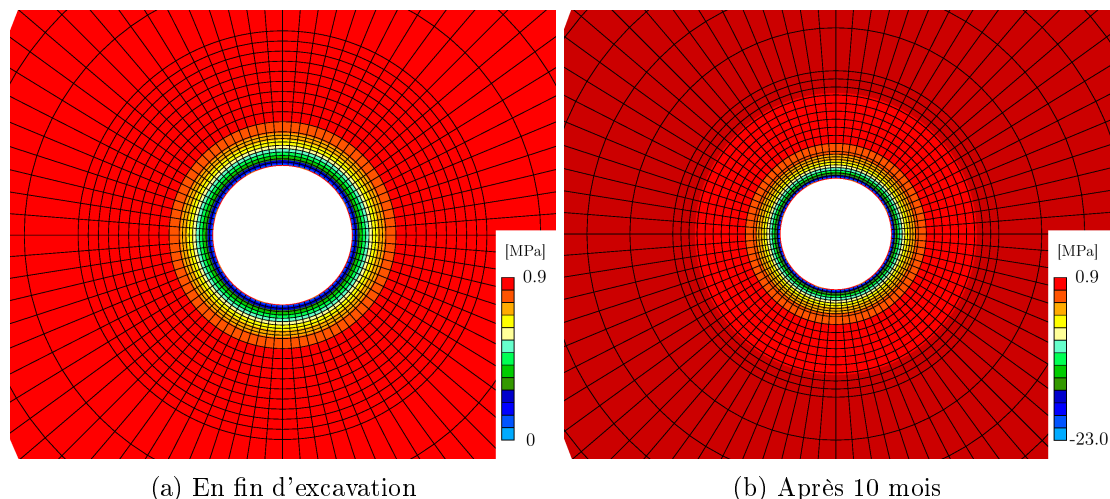 [MPa]
0.9
0
[MPa]
0.9
-23.0
(a) En fin d'excavation
(b) Après 10 mois